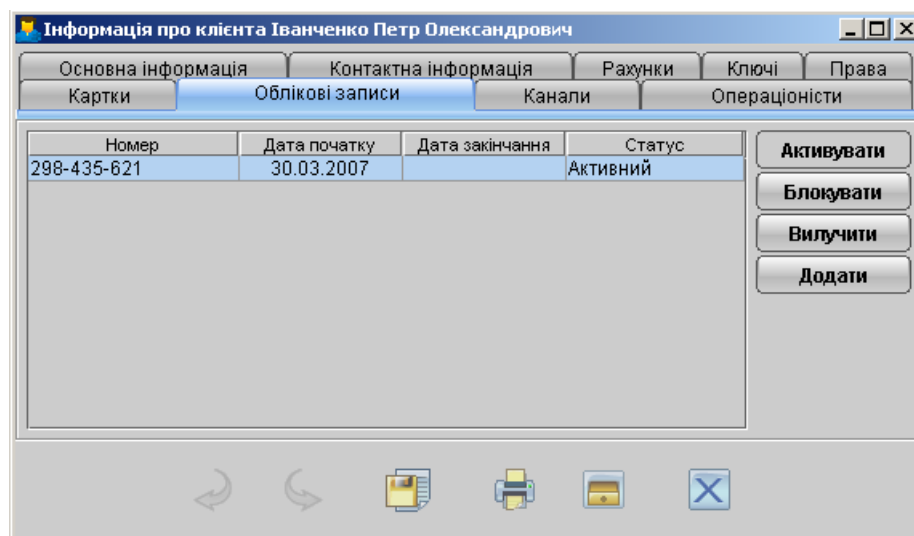 Інформація про клієнта Іванченко Петр Олександрович
Основна інформація Контактна інформація Рахунки Ключі Права
Картки Облікові записи Канали Операціоністи
Номер Дата початку Дата закінчання Статус
298-435-621 30.03.2007 Активний
Активувати
Блокувати
Вилучити
Додати